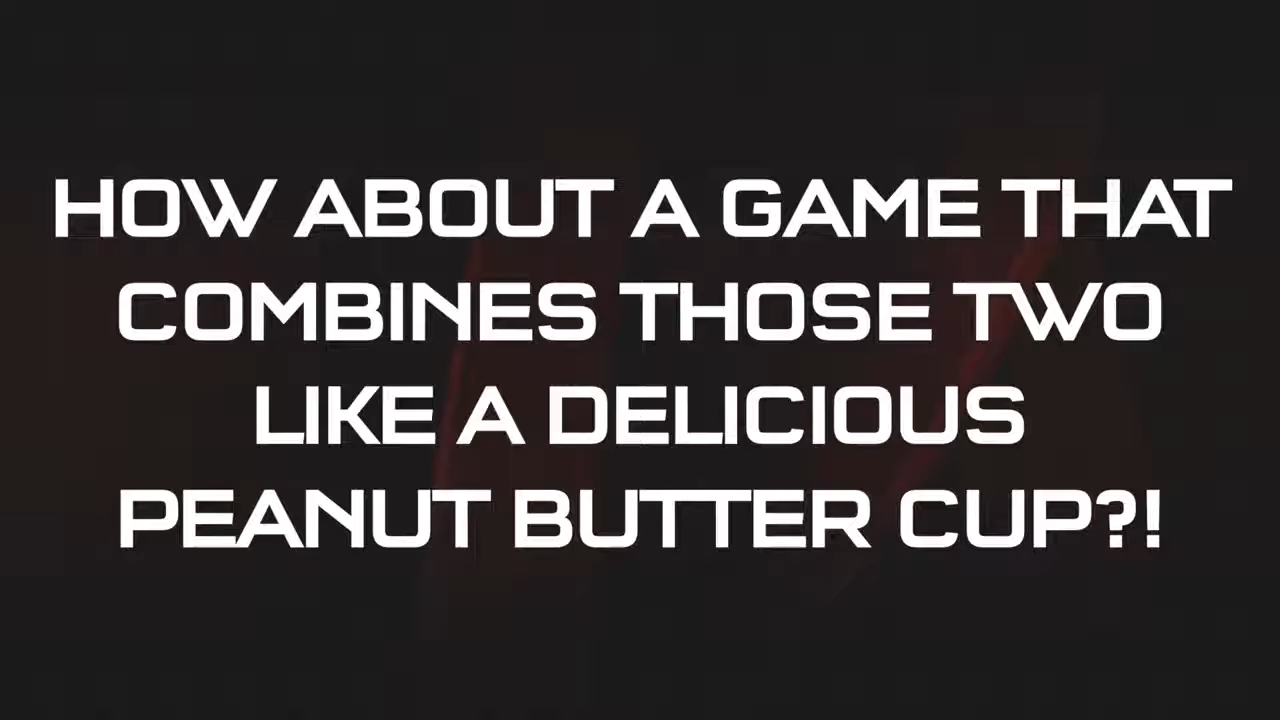 HOW ABOUT A GAME THAT
COMBINES THOSE TWO
LIKE A DELICIOUS
PEANUT BUTTER CUP?!